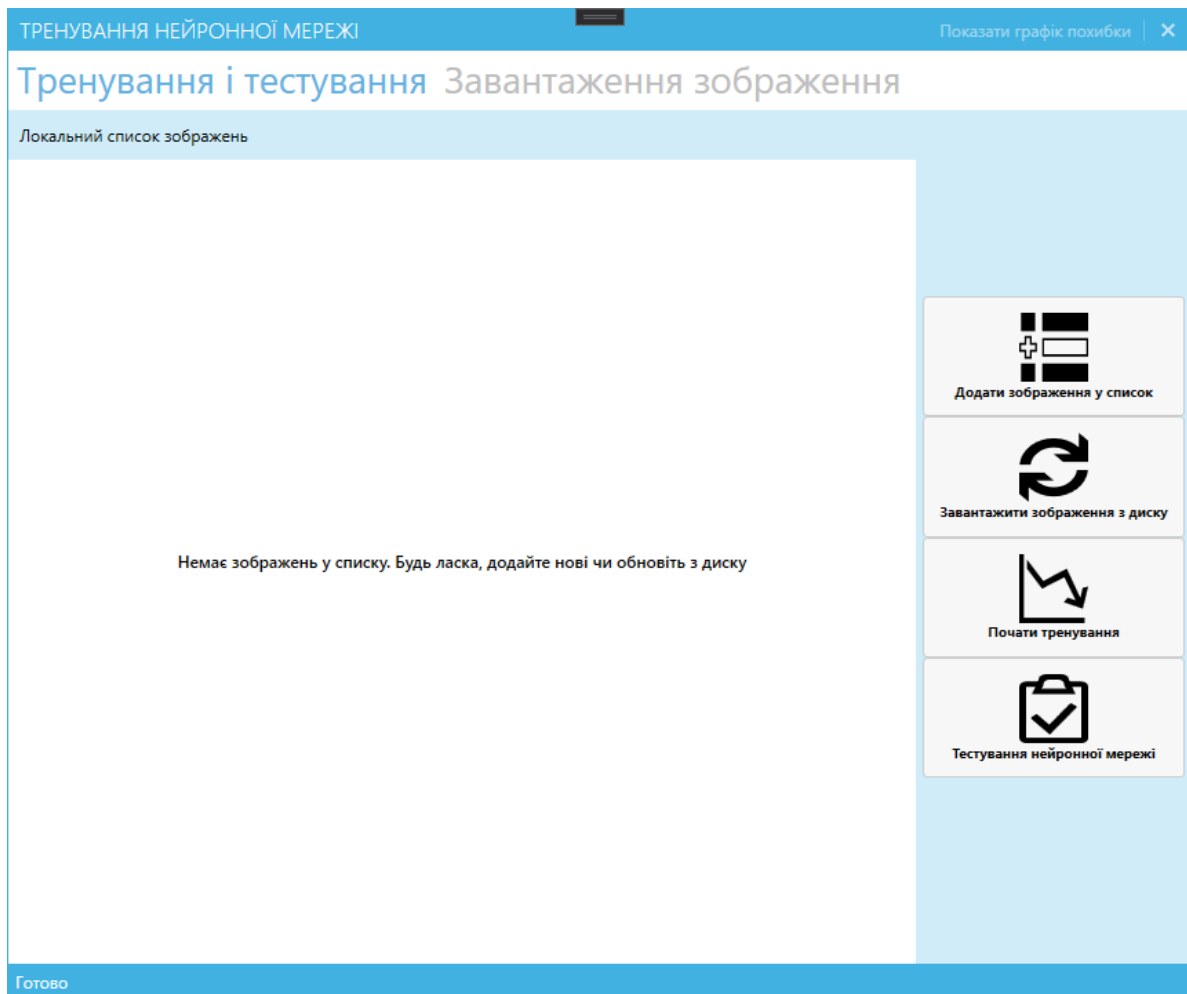 ТРЕНУВАННЯ НЕЙРОННОЇ МЕРЕЖІ
Показати графік похибки
Тренування і тестування Завантаження зображення
Локальний список зображень
Немає зображень у списку. Будь ласка, додайте нові чи обновіть з диску
Додати зображення у список
Завантажити зображення з диску
Почати тренування
Тестування нейронної мережі
Готово